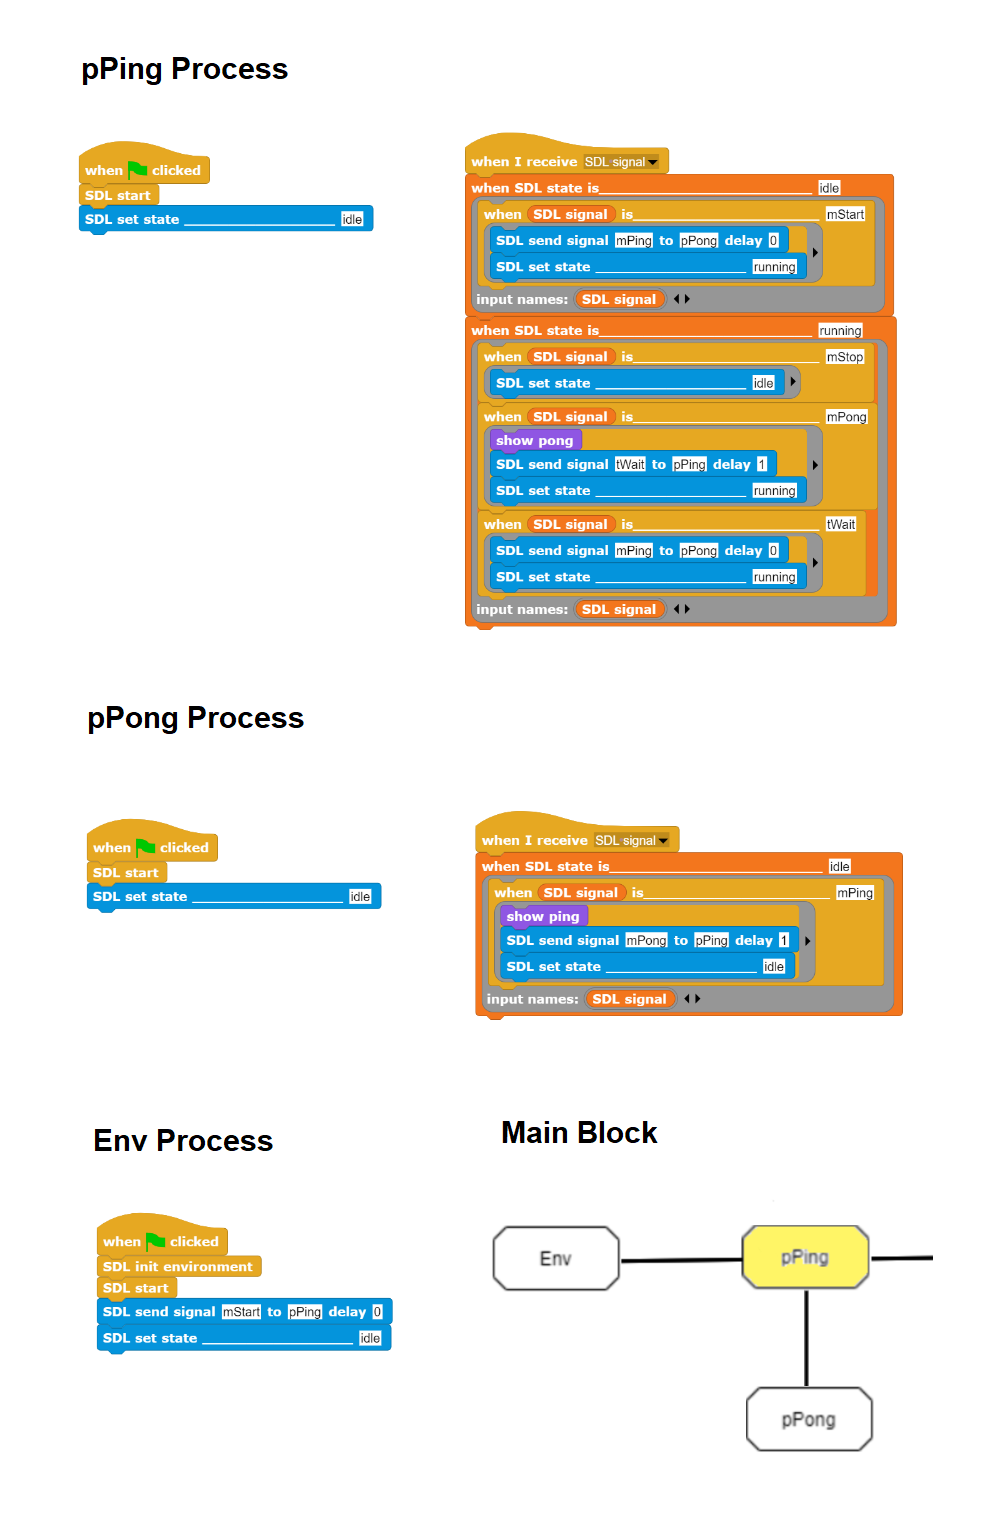 pPing Process
when clicked
SDL start
SDL set state idle
when I receive SDL signal
when SDL state is idle
when SDL signal is mStart
SDL send signal mPing to pPong delay 0
SDL set state running
input names: SDL signal
when SDL state is running
when SDL signal is mStop
SDL set state idle
when SDL signal is mPong
show pong
SDL send signal tWait to pPing delay 1
SDL set state running
when SDL signal is tWait
SDL send signal mPing to pPong delay 0
SDL set state running
input names: SDL signal
pPong Process
when clicked
SDL start
SDL set state idle
when I receive SDL signal
when SDL state is idle
when SDL signal is mPing
show ping
SDL send signal mPong to pPing delay 1
SDL set state idle
input names: SDL signal
Env Process
when clicked
SDL init environment
SDL start
SDL send signal mStart to pPing delay 0
SDL set state idle
Main Block
Env
pPing
pPong